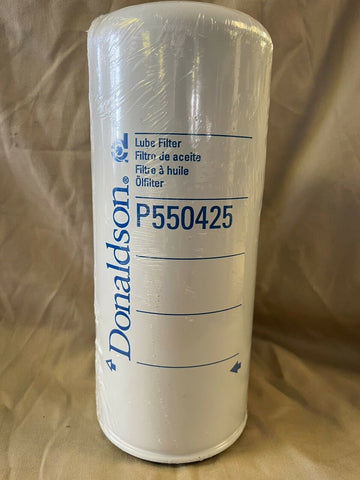 Donaldson®
Lube Filter
Filtro de aceite
Filtre à huile
Ölfilter
P550425